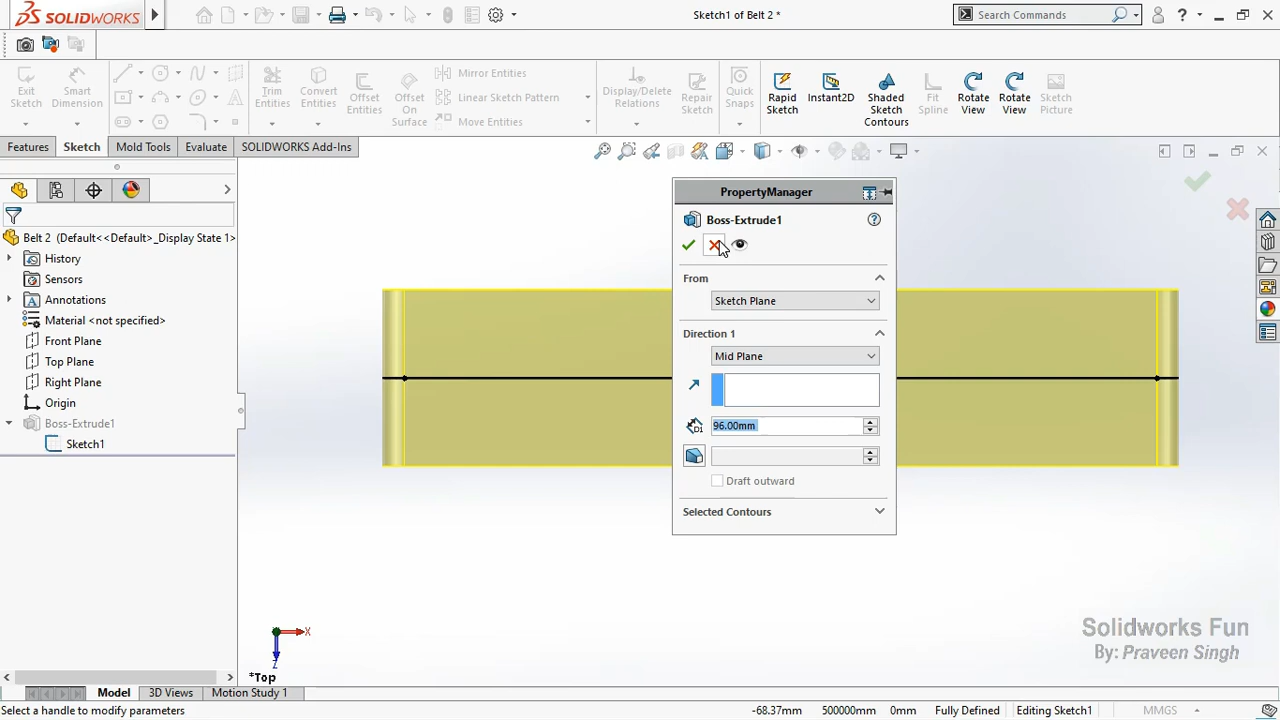 SOLIDWORKS
Sketch1 of Belt 2 *
Search Commands
?
Exit Sketch
Smart Dimension
Trim Entities
Convert Entities
Offset Entities
Offset On Surface
Mirror Entities
Linear Sketch Pattern
Move Entities
Display/Delete Relations
Repair Sketch
Quick Snaps
Rapid Sketch
Instant2D
Shaded Sketch Contours
Fit Spline
Rotate View
Rotate View
Sketch Picture
Features
Sketch
Mold Tools
Evaluate
SOLIDWORKS Add-Ins
Belt 2 (Default<<Default>_Display State 1>
History
Sensors
Annotations
Material <not specified>
Front Plane
Top Plane
Right Plane
Origin
Boss-Extrude1
Sketch1
PropertyManager
Boss-Extrude1
?
From
Sketch Plane
Direction 1
Mid Plane
D1
96.00mm
Draft outward
Selected Contours
X
Z
*Top
Solidworks Fun
By: Praveen Singh
Model
3D Views
Motion Study 1
Select a handle to modify parameters
-68.37mm
500000mm
0mm
Fully Defined
Editing Sketch1
MMGS